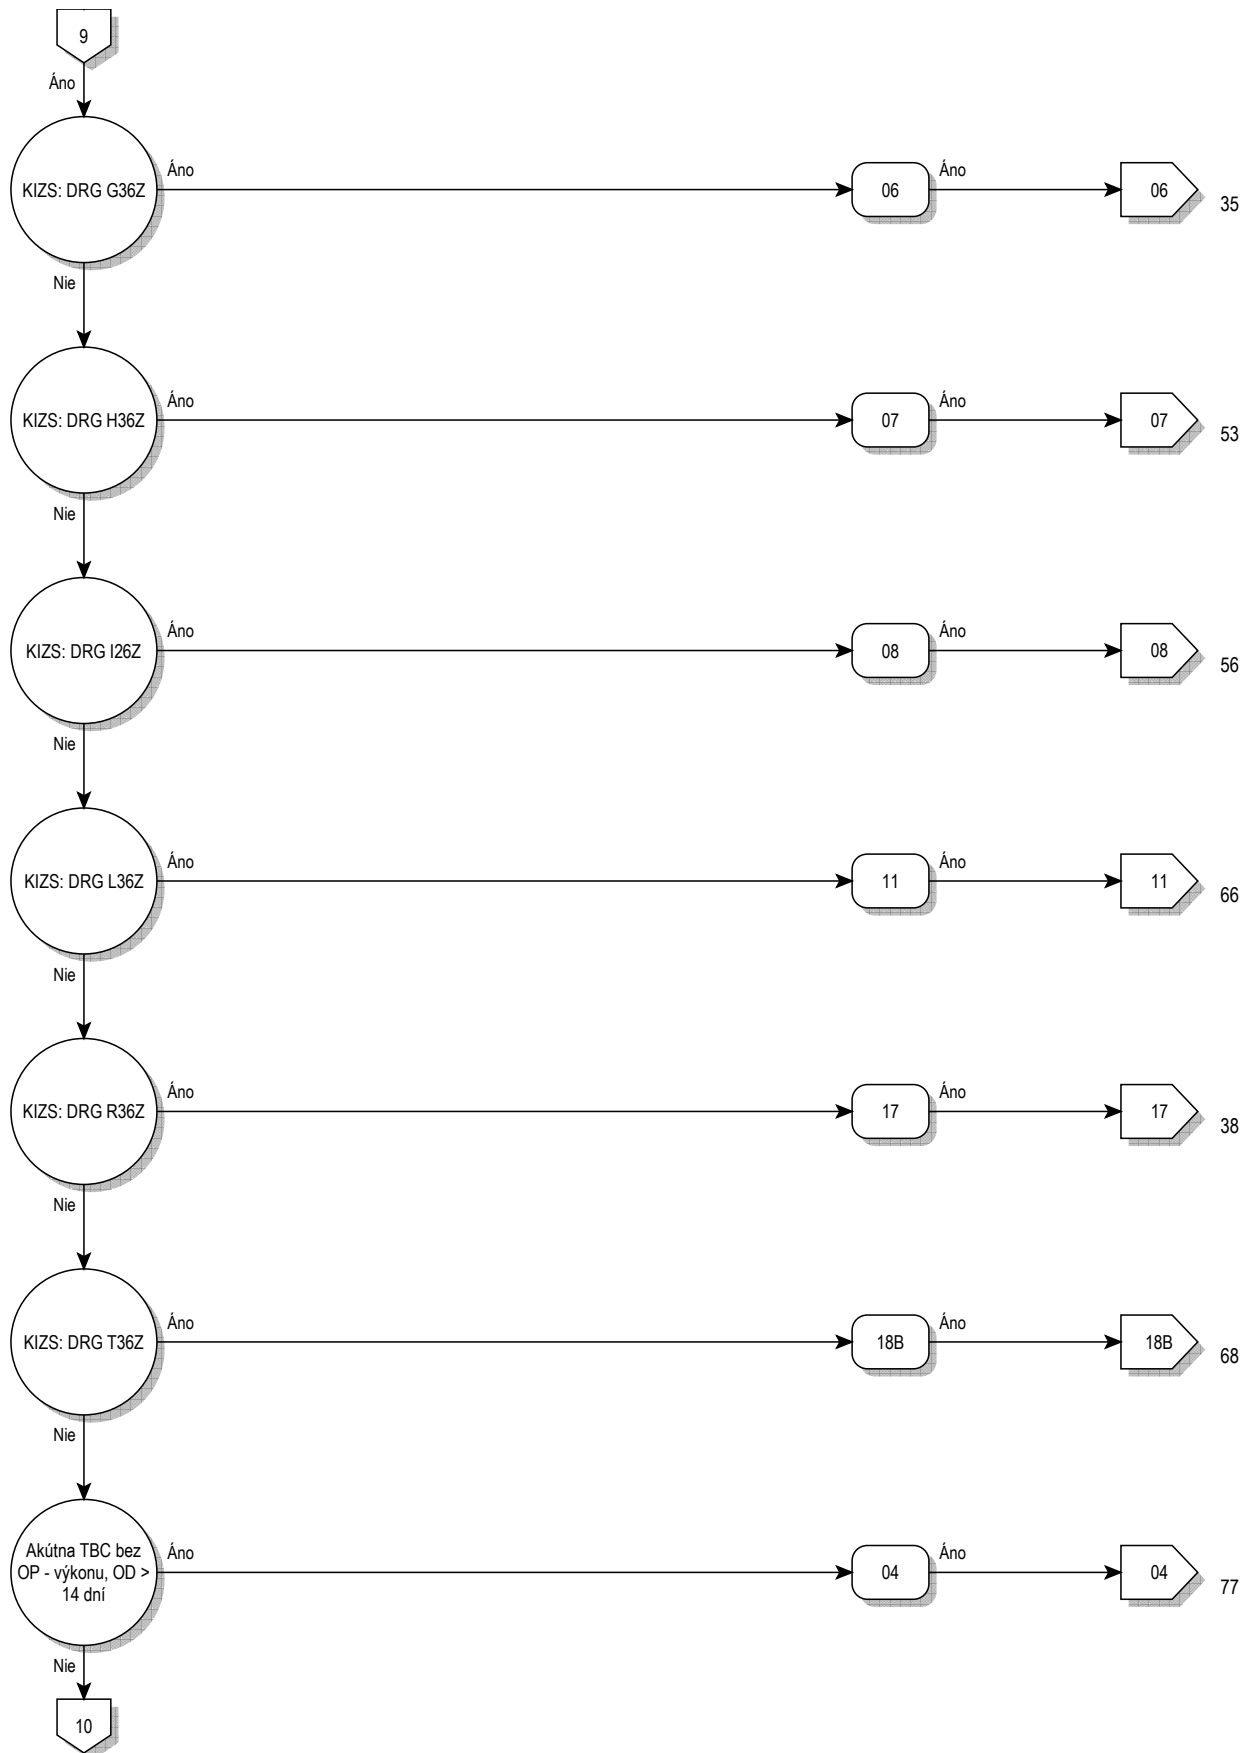 9
Áno
KIZS: DRG G36Z
Áno
06
Áno
06
35
Nie
KIZS: DRG H36Z
Áno
07
Áno
07
53
Nie
KIZS: DRG I26Z
Áno
08
Áno
08
56
Nie
KIZS: DRG L36Z
Áno
11
Áno
11
66
Nie
KIZS: DRG R36Z
Áno
17
Áno
17
38
Nie
KIZS: DRG T36Z
Áno
18B
Áno
18B
68
Nie
Akútna TBC bez
OP - výkonu, OD >
14 dní
Áno
04
Áno
04
77
Nie
10